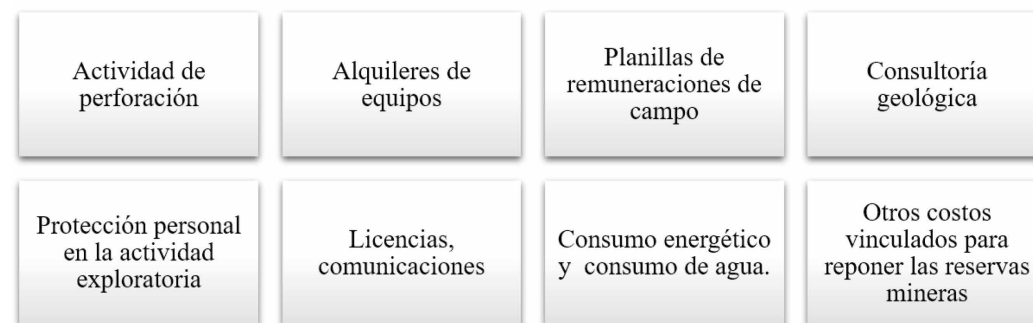 Actividad de
perforación
Alquileres de
equipos
Planillas de
remuneraciones de
campo
Consultoría
geológica
Protección personal
en la actividad
exploratoria
Licencias,
comunicaciones
Consumo energético
y consumo de agua.
Otros costos
vinculados para
reponer las reservas
mineras